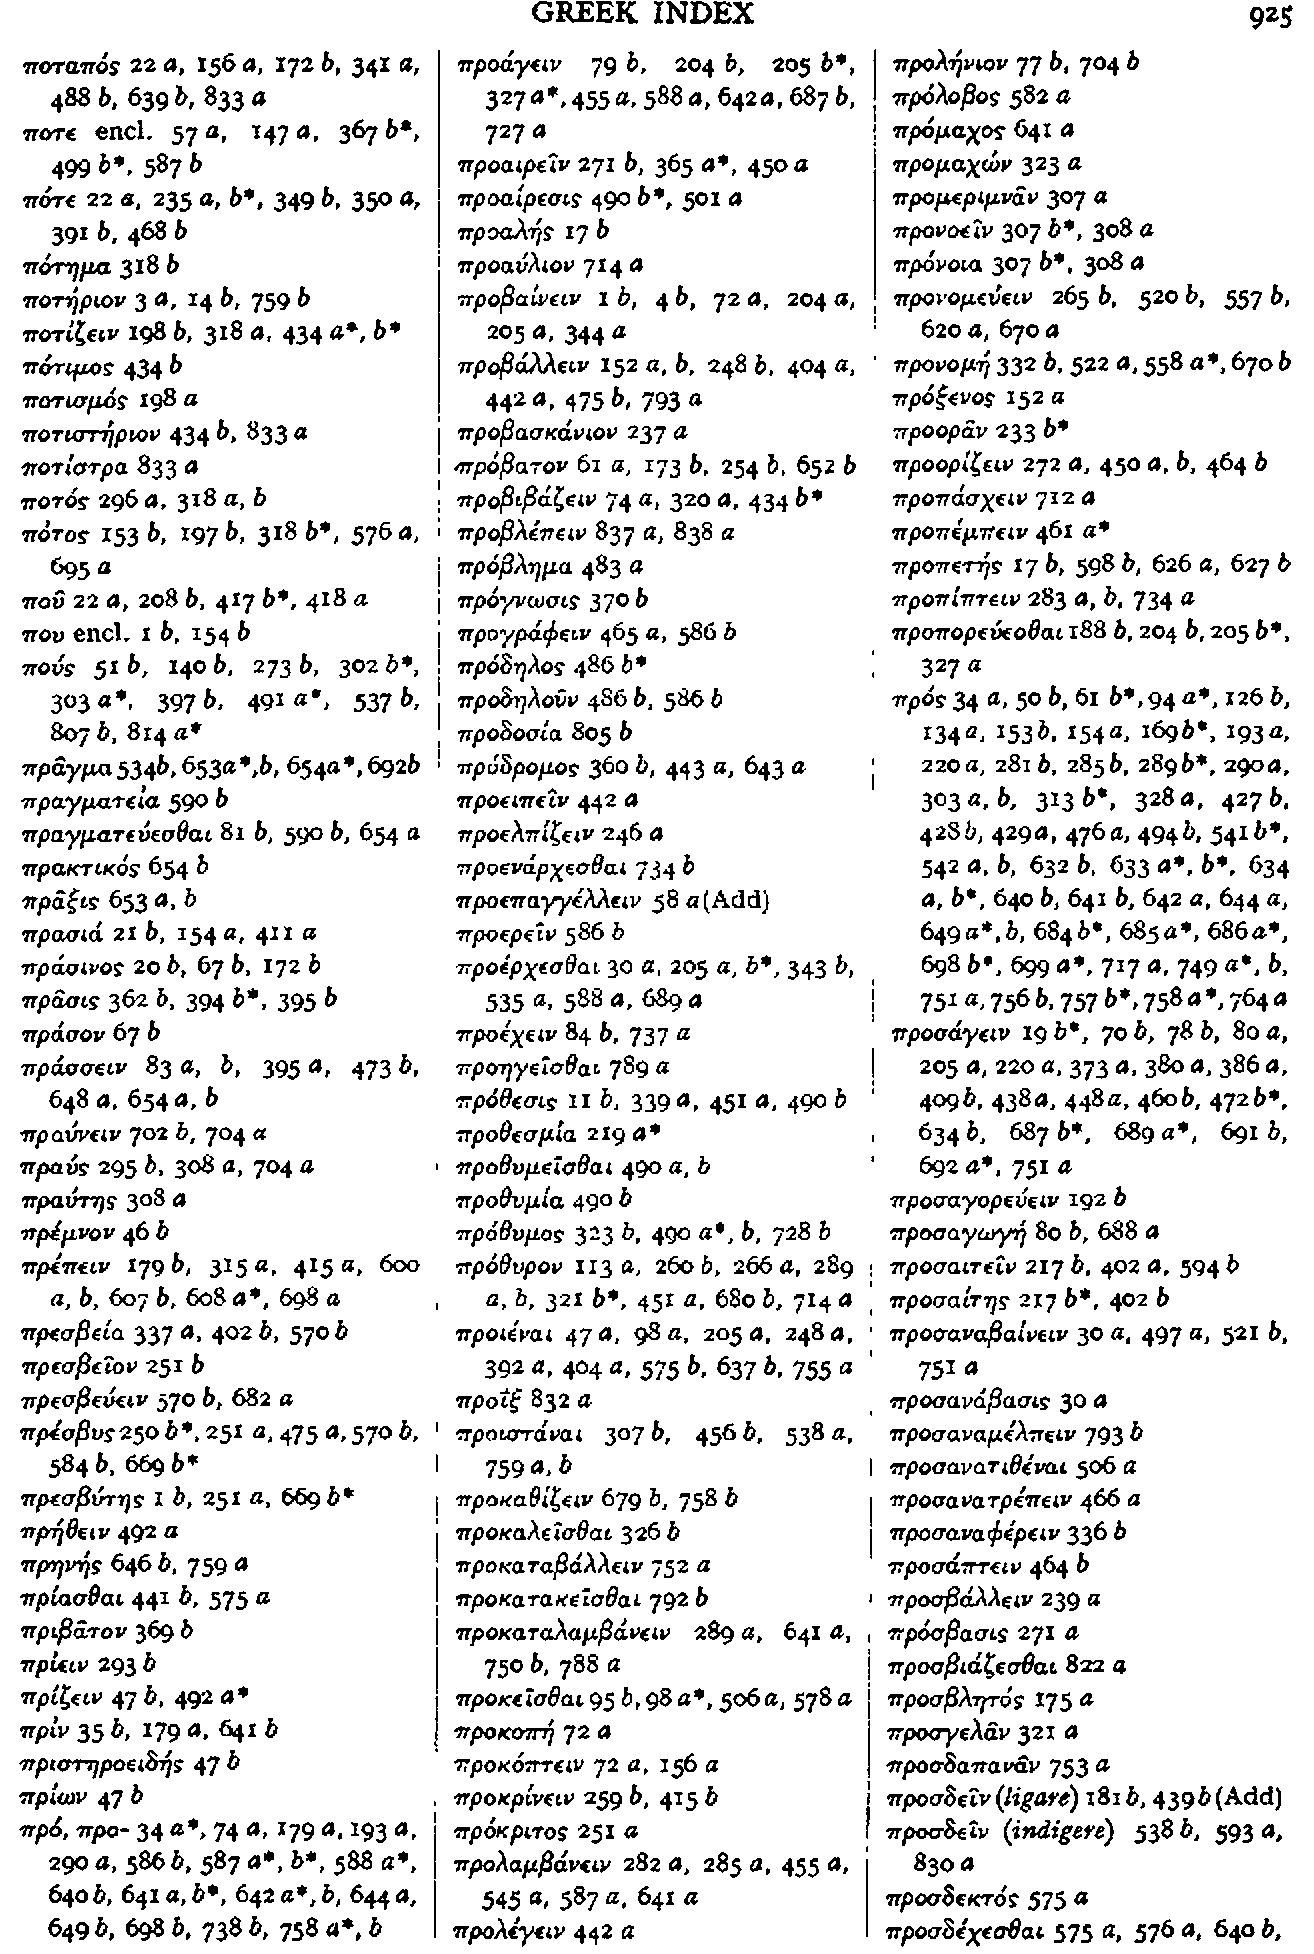 GREEK INDEX 925
ποταπός 22 a, 156 a, 172 b, 341 a,
488 b, 639 b, 833 a
ποτε encl. 57 a, 147 a, 367 b*,
499 b*, 587 b
πότε 22 a, 235 a, b*, 349 b, 350 a,
391 b, 468 b
πότημα 318 b
ποτήριον 3 a, 14 b, 759 b
ποτίζειν 198 b, 318 a, 434 a*, b*
πότιμος 434 b
ποτισμός 198 a
ποτιστήριον 434 b, 833 a
ποτίστρα 833 a
ποτός 296 a, 318 a, b
πότος 153 b, 197 b, 318 b*, 576 a,
695 a
ποῦ 22 a, 208 b, 417 b*, 418 a
που encl. 1 b, 154 b
πούς 51 b, 140 b, 273 b, 302 b*,
303 a*, 397 b, 491 a*, 537 b,
807 b, 814 a*
πρᾶγμα 534b, 653a*,b, 654a*, 692b
πραγματεία 590 b
πραγματεύεσθαι 81 b, 590 b, 654 a
πρακτικός 654 b
πρᾶξις 653 a, b
πρασιά 21 b, 154 a, 411 a
πράσινος 20 b, 67 b, 172 b
πρᾶσις 362 b, 394 b*, 395 b
πράσον 67 b
πράσσειν 83 a, b, 395 a, 473 b,
648 a, 654 a, b
πραΰνειν 702 b, 704 a
πραΰς 295 b, 308 a, 704 a
πραΰτης 308 a
πρέμνον 46 b
πρέπειν 179 b, 315 a, 415 a, 600
a, b, 607 b, 608 a*, 698 a
πρεσβεία 337 a, 402 b, 570 b
πρεσβεῖον 251 b
πρεσβεύειν 570 b, 682 a
πρέσβυς 250 b*, 251 a, 475 a, 570 b,
584 b, 669 b*
πρεσβύτης 1 b, 251 a, 669 b*
πρήθειν 492 a
πρηνής 646 b, 759 a
πρίασθαι 441 b, 575 a
πριβᾶτον 369 b
πρίειν 293 b
πρίζειν 47 b, 492 a*
πρίν 35 b, 179 a, 641 b
πριστηροειδής 47 b
πρίων 47 b
πρό, προ- 34 a*, 74 a, 179 a, 193 a,
290 a, 586 b, 587 a*, b*, 588 a*,
640 b, 641 a, b*, 642 a*, b, 644 a,
649 b, 698 b, 738 b, 758 a*, b
προάγειν 79 b, 204 b, 205 b*,
327 a*, 455 a, 588 a, 642 a, 687 b,
727 a
προαιρεῖν 271 b, 365 a*, 450 a
προαίρεσις 490 b*, 501 a
προαλής 17 b
προαύλιον 714 a
προβαίνειν 1 b, 4 b, 72 a, 204 a,
205 a, 344 a
προβάλλειν 152 a, b, 248 b, 404 a,
442 a, 475 b, 793 a
προβασκάνιον 237 a
πρόβατον 61 a, 173 b, 254 b, 652 b
προβιβάζειν 74 a, 320 a, 434 b*
προβλέπειν 837 a, 838 a
πρόβλημα 483 a
πρόγνωσις 370 b
προγράφειν 465 a, 586 b
πρόδηλος 486 b*
προδηλοῦν 486 b, 586 b
προδοσία 805 b
πρόδρομος 360 b, 443 a, 643 a
προειπεῖν 442 a
προελπίζειν 246 a
προενάρχεσθαι 734 b
προεπαγγέλλειν 58 a (Add)
προερεῖν 586 b
προέρχεσθαι 30 a, 205 a, b*, 343 b,
535 a, 588 a, 689 a
προέχειν 84 b, 737 a
προηγεῖσθαι 789 a
πρόθεσις 11 b, 339 a, 451 a, 490 b
προθεσμία 219 a*
προθυμεῖσθαι 490 a, b
προθυμία 490 b
πρόθυμος 323 b, 490 a*, b, 728 b
πρόθυρον 113 a, 260 b, 266 a, 289
a, b, 321 b*, 451 a, 680 b, 714 a
προιέναι 47 a, 98 a, 205 a, 248 a,
392 a, 404 a, 575 b, 637 b, 755 a
προΐξ 832 a
προιστάναι 307 b, 456 b, 538 a,
759 a, b
προκαθίζειν 679 b, 758 b
προκαλεῖσθαι 326 b
προκαταβάλλειν 752 a
προκατακεῖσθαι 792 b
προκαταλαμβάνειν 289 a, 641 a,
750 b, 788 a
προκεῖσθαι 95 b, 98 a*, 506 a, 578 a
προκοπή 72 a
προκόπτειν 72 a, 156 a
προκρίνειν 259 b, 415 b
πρόκριτος 251 a
προλαμβάνειν 282 a, 285 a, 455 a,
545 a, 587 a, 641 a
προλέγειν 442 a
προλήνιον 77 b, 704 b
πρόλοβος 582 a
πρόμαχος 641 a
προμαχών 323 a
προμεριμνᾶν 307 a
προνοεῖν 307 b*, 308 a
πρόνοια 307 b*, 308 a
προνομεύειν 265 b, 520 b, 557 b,
620 a, 670 a
προνομή 332 b, 522 a, 558 a*, 670 b
πρόξενος 152 a
προορᾶν 233 b*
προορίζειν 272 a, 450 a, b, 464 b
προπάσχειν 712 a
προπέμπειν 461 a*
προπετής 17 b, 598 b, 626 a, 627 b
προπίπτειν 283 a, b, 734 a
προπορεύεσθαι 188 b, 204 b, 205 b*,
327 a
πρός 34 a, 50 b, 61 b*, 94 a*, 126 b,
134 a, 153 b, 154 a, 169 b*, 193 a,
220 a, 281 b, 285 b, 289 b*, 290 a,
303 a, b, 313 b*, 328 a, 427 b,
428 b, 429 a, 476 a, 494 b, 541 b*,
542 a, b, 632 b, 633 a*, b*, 634
a, b*, 640 b, 641 b, 642 a, 644 a,
649 a*, b, 684 b*, 685 a*, 686 a*,
698 b*, 699 a*, 717 a, 749 a*, b,
751 a, 756 b, 757 b*, 758 a*, 764 a
προσάγειν 19 b*, 70 b, 78 b, 80 a,
205 a, 220 a, 373 a, 380 a, 386 a,
409 b, 438 a, 448 a, 460 b, 472 b*,
634 b, 687 b*, 689 a*, 691 b,
692 a*, 751 a
προσαγορεύειν 192 b
προσαγωγή 80 b, 688 a
προσαιτεῖν 217 b, 402 a, 594 b
προσαίτης 217 b*, 402 b
προσαναβαίνειν 30 a, 497 a, 521 b,
751 a
προσανάβασις 30 a
προσαναμέλπειν 793 b
προσανατιθέναι 506 a
προσανατρέπειν 466 a
προσαναφέρειν 336 b
προσάπτειν 464 b
προσβάλλειν 239 a
πρόσβασις 271 a
προσβιάζεσθαι 822 a
προσβλητός 175 a
προσγελᾶν 321 a
προσδαπανᾶν 753 a
προσδεῖν (ligare) 181 b, 439 b (Add)
προσδεῖν (indigere) 538 b, 593 a,
830 a
προσδεκτός 575 a
προσδέχεσθαι 575 a, 576 a, 640 b,